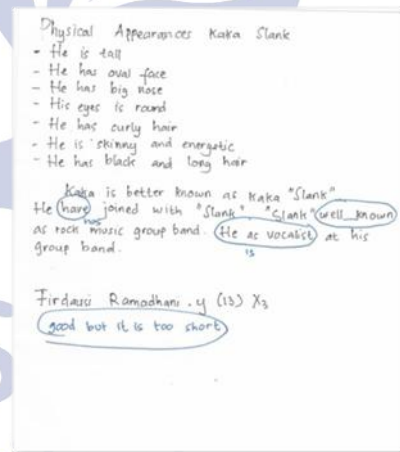 Physical Appearances Kaka Slank
- He is tall
- He has oval face
- He has big nose
- His eyes is round
- He has curly hair
- He is skinny and energetic
- He has black and long hair
Kaka is better known as Kaka "Slank"
He have joined with "Slank" "Slank" well known
has
as rock music group band. He as vocalist at his
is
group band.
Firdausi Ramadhani . y (13) X3
good but it is too short